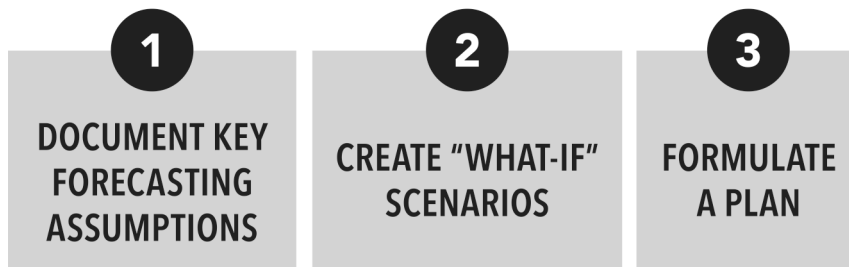 1
DOCUMENT KEY
FORECASTING
ASSUMPTIONS
2
CREATE “WHAT-IF”
SCENARIOS
3
FORMULATE
A PLAN